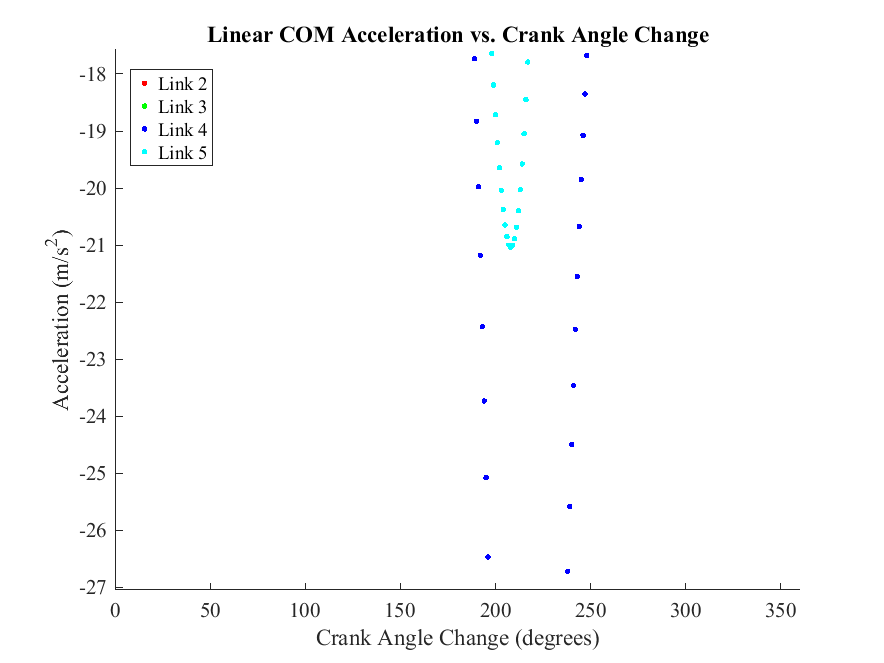 Linear COM Acceleration vs. Crank Angle Change
-18
-19
-20
-21
-22
-23
-24
-25
-26
-27
Link 2
Link 3
Link 4
Link 5
Acceleration (m/s²)
0 50 100 150 200 250 300 350
Crank Angle Change (degrees)